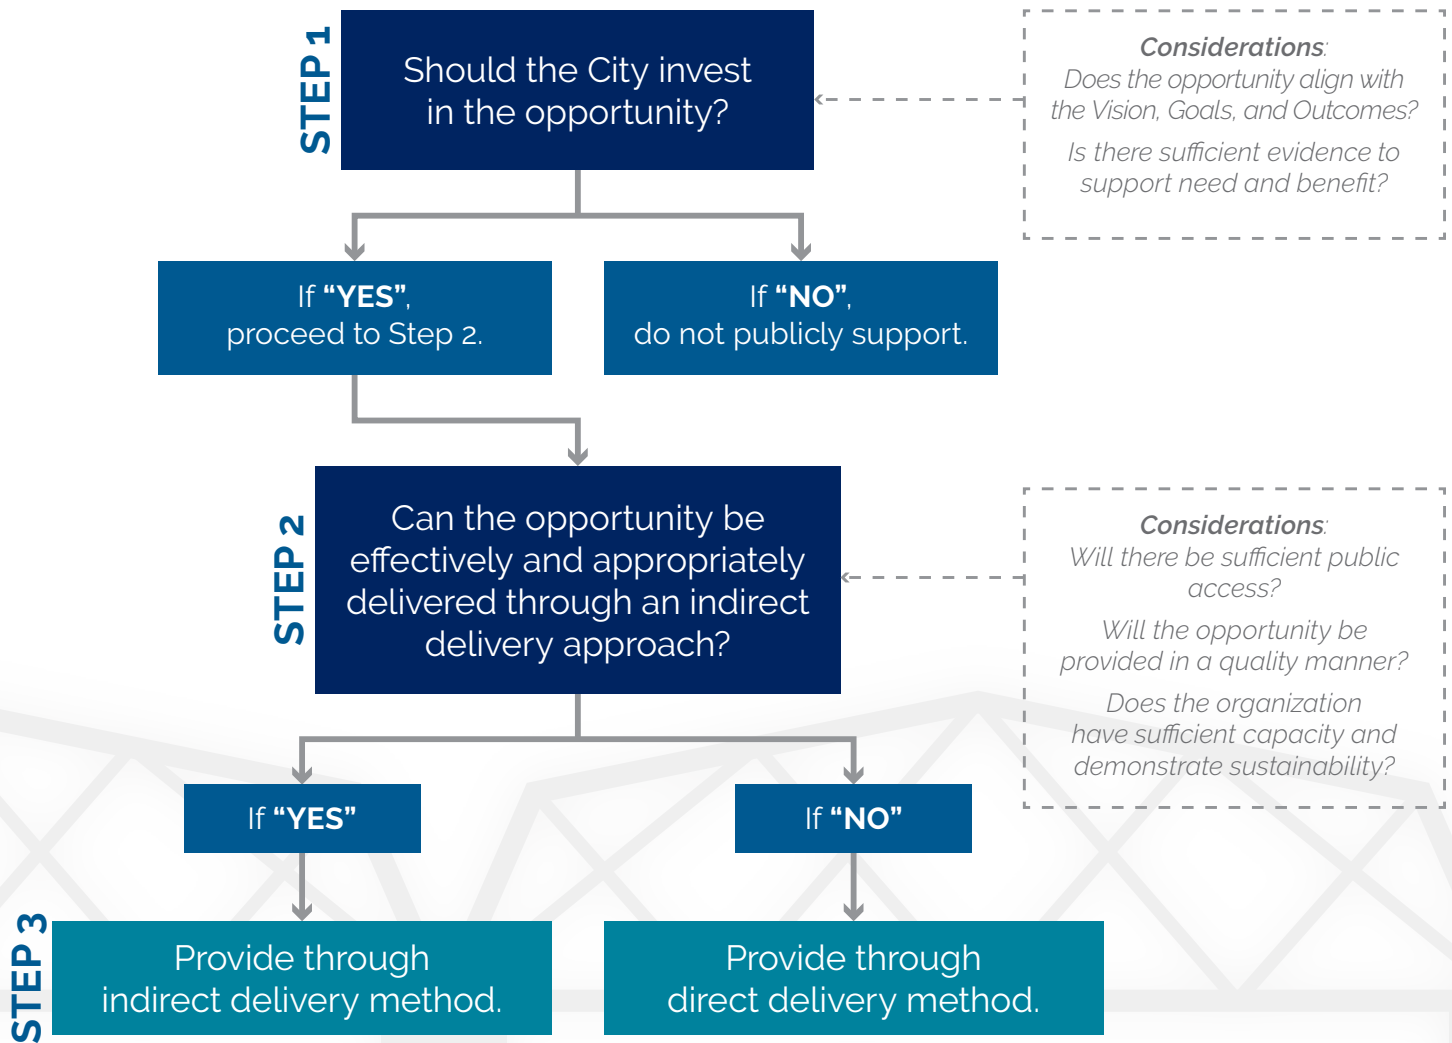 STEP 1
Should the City invest
in the opportunity?
Considerations:
Does the opportunity align with
the Vision, Goals, and Outcomes?
Is there sufficient evidence to
support need and benefit?
If “YES”,
proceed to Step 2.
If “NO”,
do not publicly support.
STEP 2
Can the opportunity be
effectively and appropriately
delivered through an indirect
delivery approach?
Considerations:
Will there be sufficient public
access?
Will the opportunity be
provided in a quality manner?
Does the organization
have sufficient capacity and
demonstrate sustainability?
If “YES”
If “NO”
STEP 3
Provide through
indirect delivery method.
Provide through
direct delivery method.